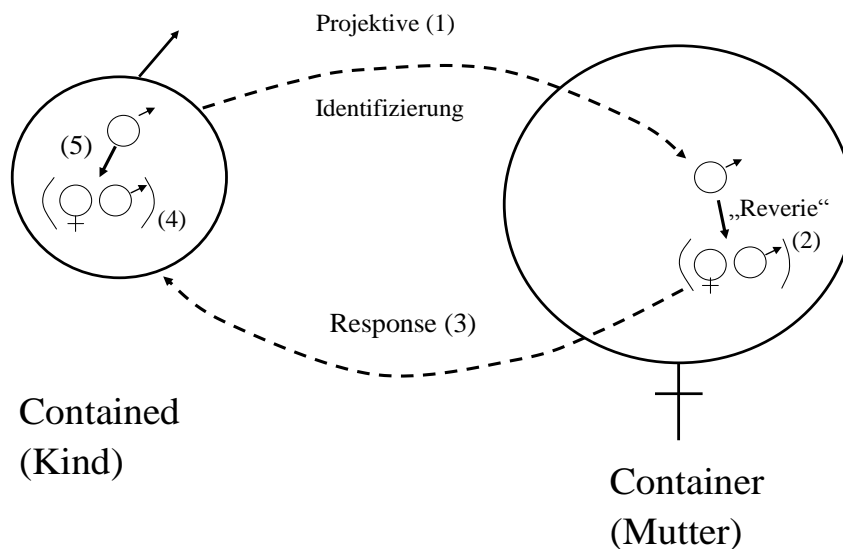 Projektive (1)
Identifizierung
(5)
(4)
„Reverie“
(2)
Response (3)
Contained
(Kind)
Container
(Mutter)